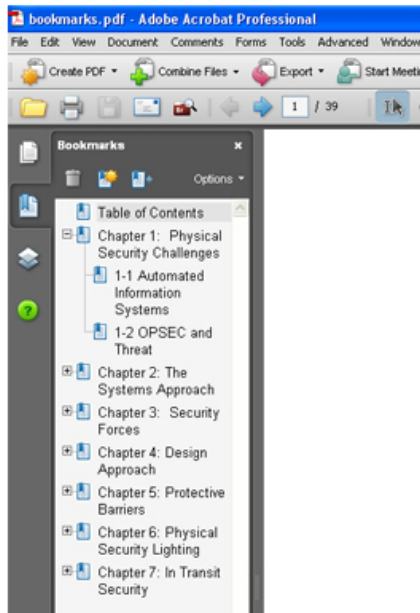 bookmarks.pdf - Adobe Acrobat Professional
File Edit View Document Comments Forms Tools Advanced Window
Create PDF Combine Files Export Start Meeti
1 / 39
Bookmarks
Options
Table of Contents
Chapter 1: Physical
Security Challenges
1-1 Automated
Information
Systems
1-2 OPSEC and
Threat
Chapter 2: The
Systems Approach
Chapter 3: Security
Forces
Chapter 4: Design
Approach
Chapter 5: Protective
Barriers
Chapter 6: Physical
Security Lighting
Chapter 7: In Transit
Security